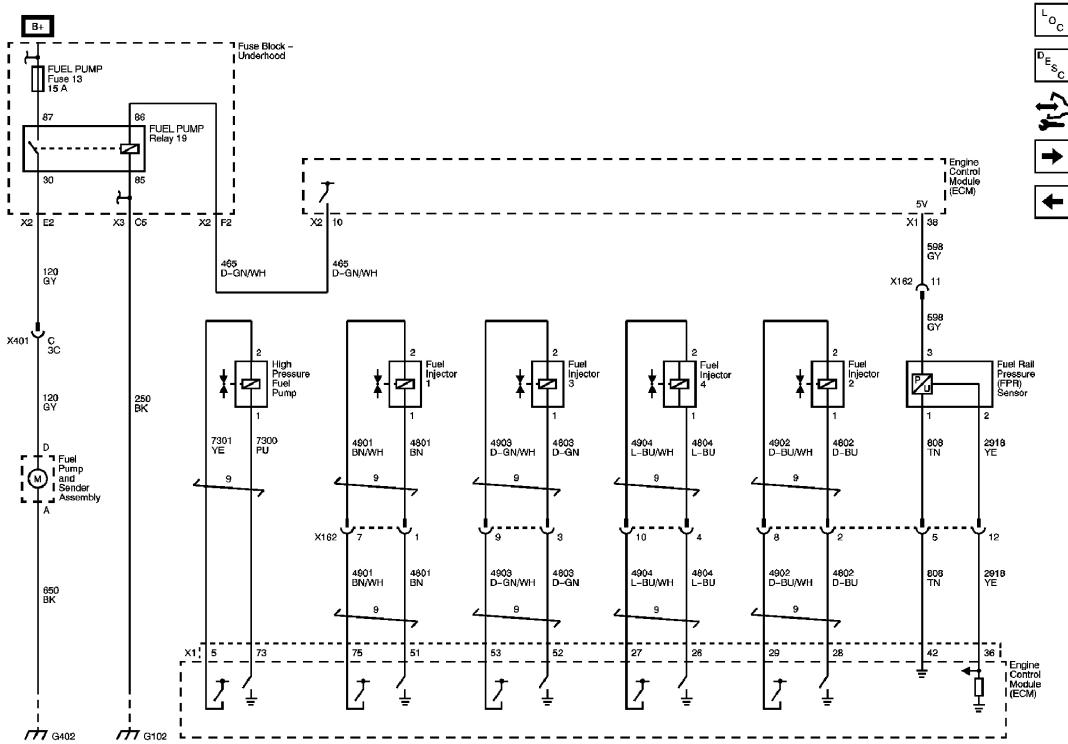 B+
Fuse Block –
Underhood
FUEL PUMP
Fuse 13
15 A
87
86
FUEL PUMP
Relay 19
30
85
X2 E2
X3 C5
X2 F2
Engine
Control
Module
(ECM)
5V
X2 10
X1 38
LOC
DESC
465
D-GN/WH
465
D-GN/WH
120
GY
598
GY
X162 11
598
GY
X401 C
3C
120
GY
250
BK
D
Fuel
Pump
and
Sender
Assembly
M
A
650
BK
G402
G102
2
High
Pressure
Fuel
Pump
1
2
Fuel
Injector
1
1
2
Fuel
Injector
3
1
2
Fuel
Injector
4
1
2
Fuel
Injector
2
1
3
Fuel Rail
Pressure
(FPR)
Sensor
P
U
1
2
7301
YE
7300
PU
4901
BN/WH
4801
BN
4903
D-GN/WH
4803
D-GN
4904
L-BU/WH
4804
L-BU
4902
D-BU/WH
4802
D-BU
808
TN
2918
YE
9
9
9
9
9
X162 7 1 9 3 10 4 8 2 5 12
4901
BN/WH
4801
BN
4903
D-GN/WH
4803
D-GN
4904
L-BU/WH
4804
L-BU
4902
D-BU/WH
4802
D-BU
808
TN
2918
YE
9
9
9
9
X1 5 73 75 51 53 52 27 26 29 28 42 36
Engine
Control
Module
(ECM)